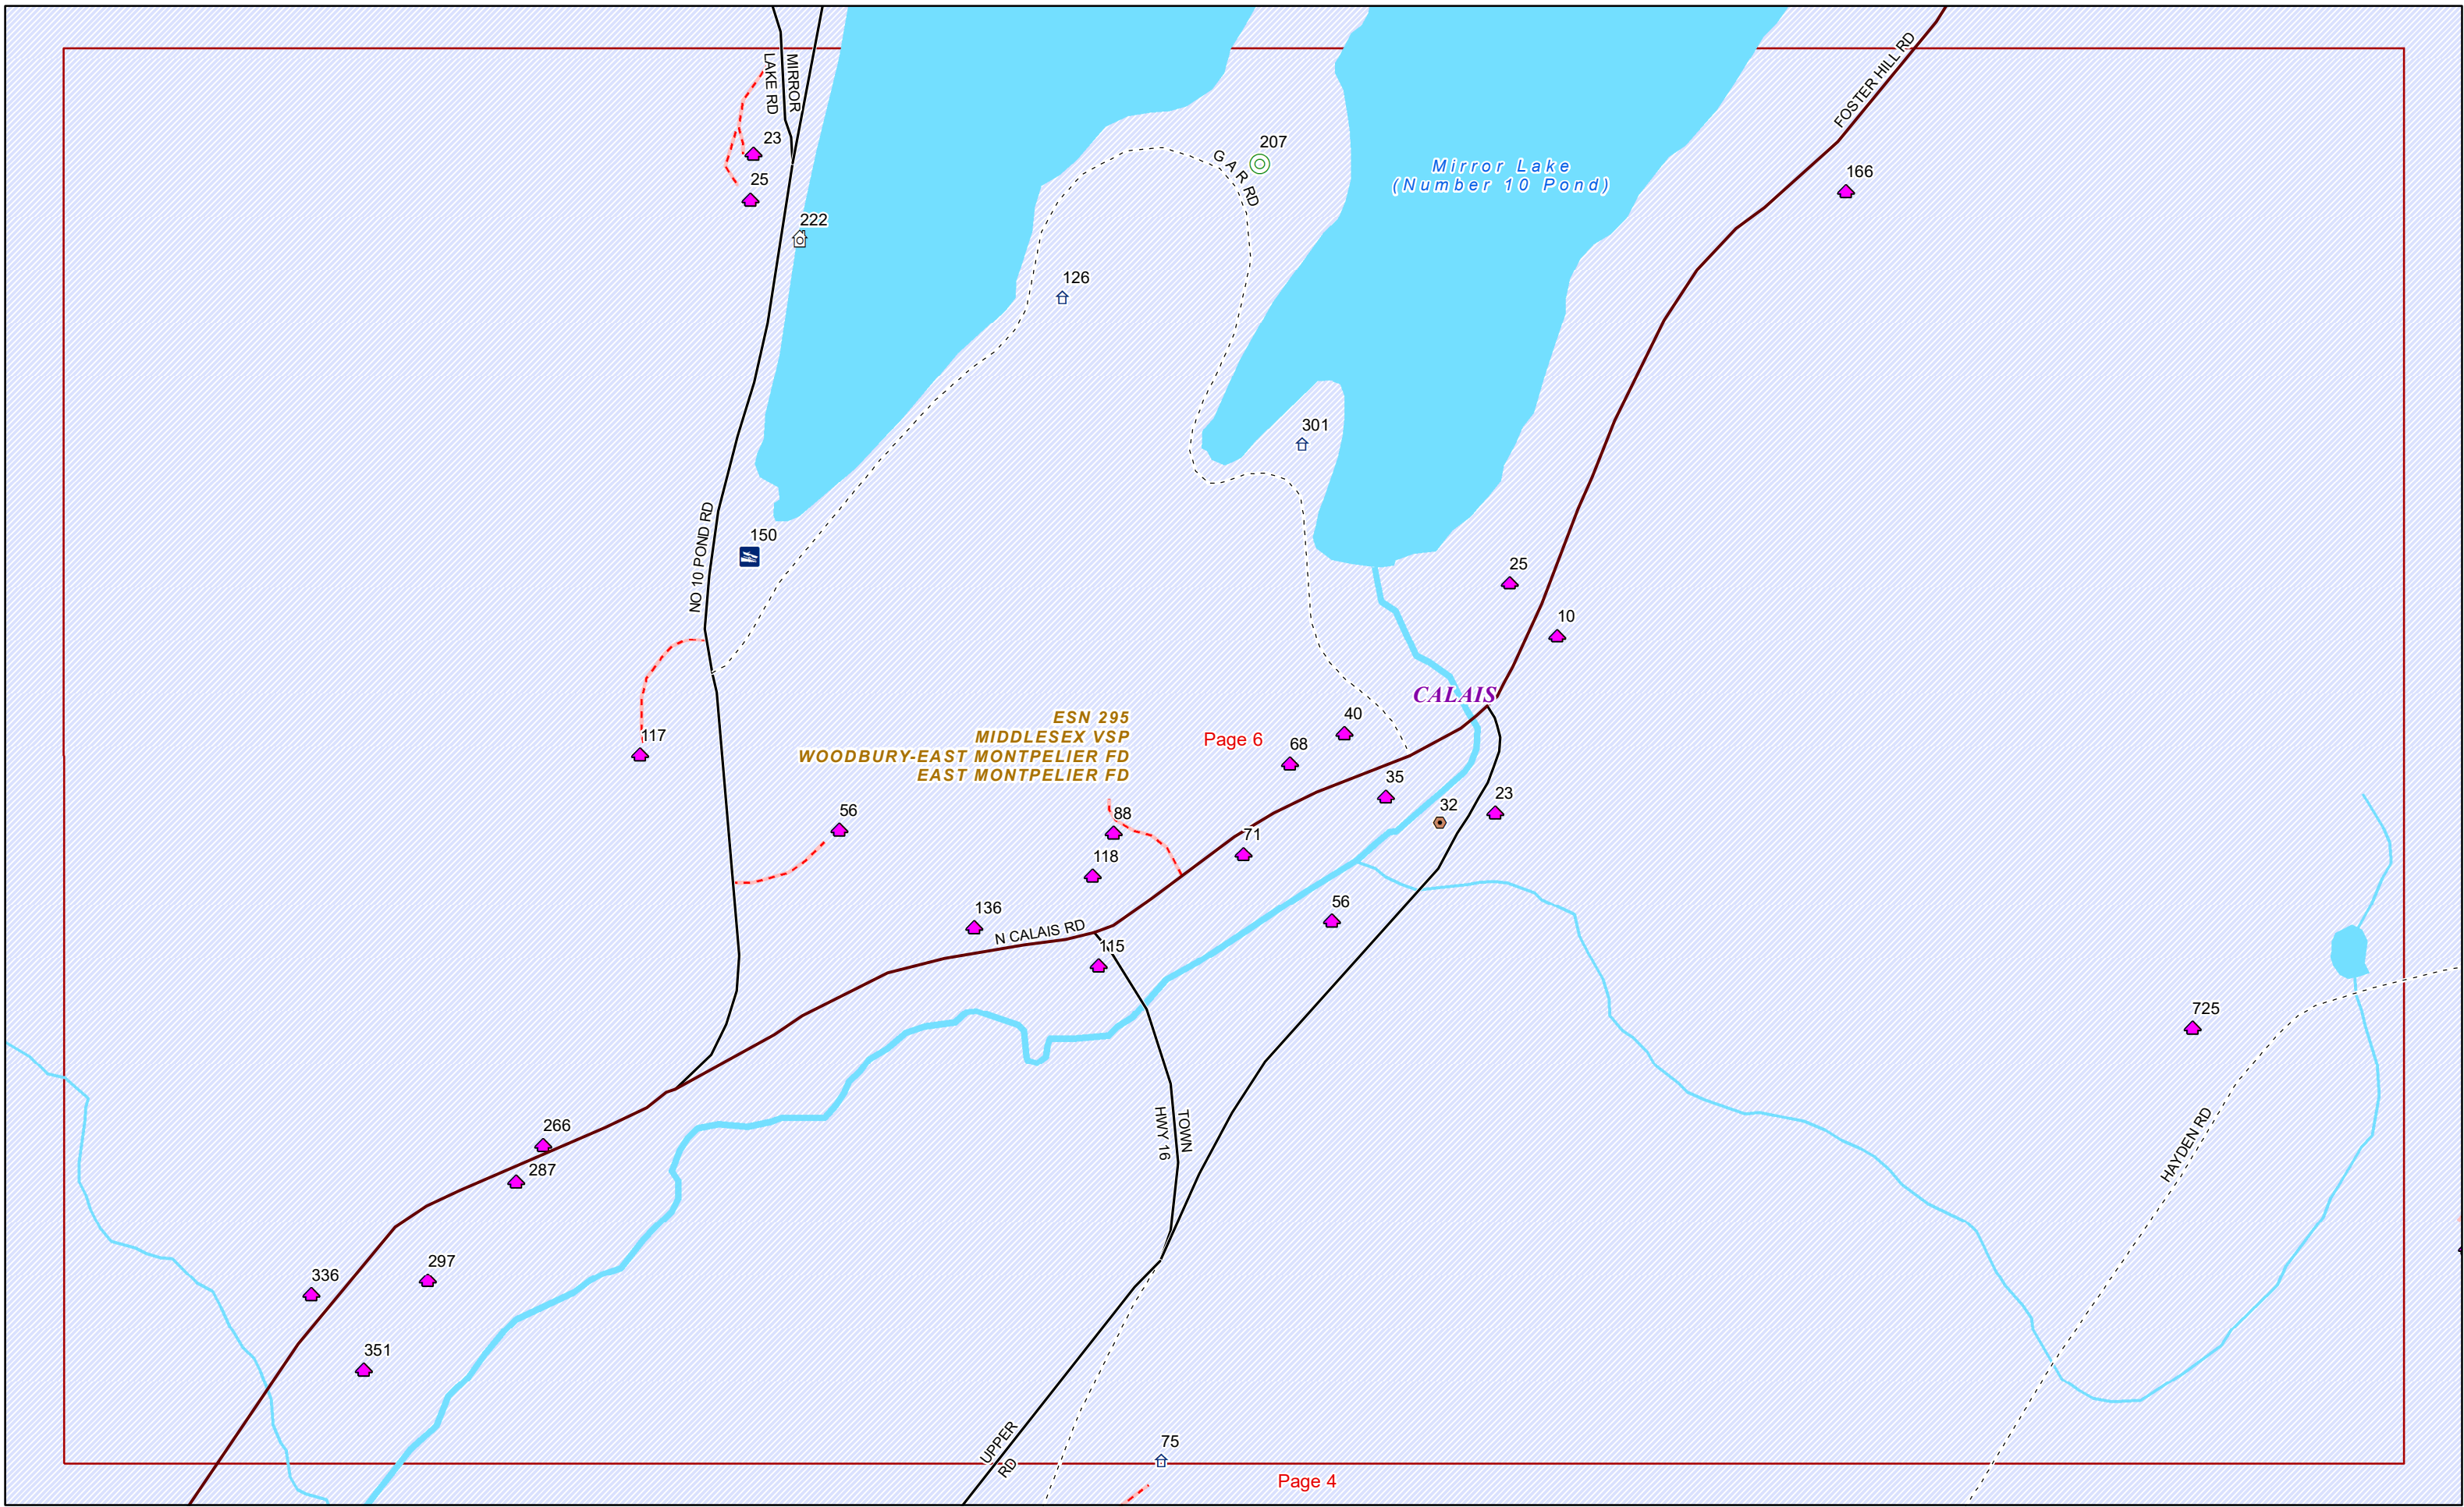 MIRROR
LAKE RD
FOSTER HILL RD
23
207
G A R RD
Mirror Lake
(Number 10 Pond)
166
25
222
126
301
150
NO 10 POND RD
25
10
CALAIS
ESN 295
MIDDLESEX VSP
WOODBURY-EAST MONTPELIER FD
EAST MONTPELIER FD
Page 6
40
68
117
35
23
32
56
88
71
118
56
136
N CALAIS RD
115
725
TOWN
HWY 16
HAYDEN RD
266
287
297
336
351
UPPER
RD
75
Page 4